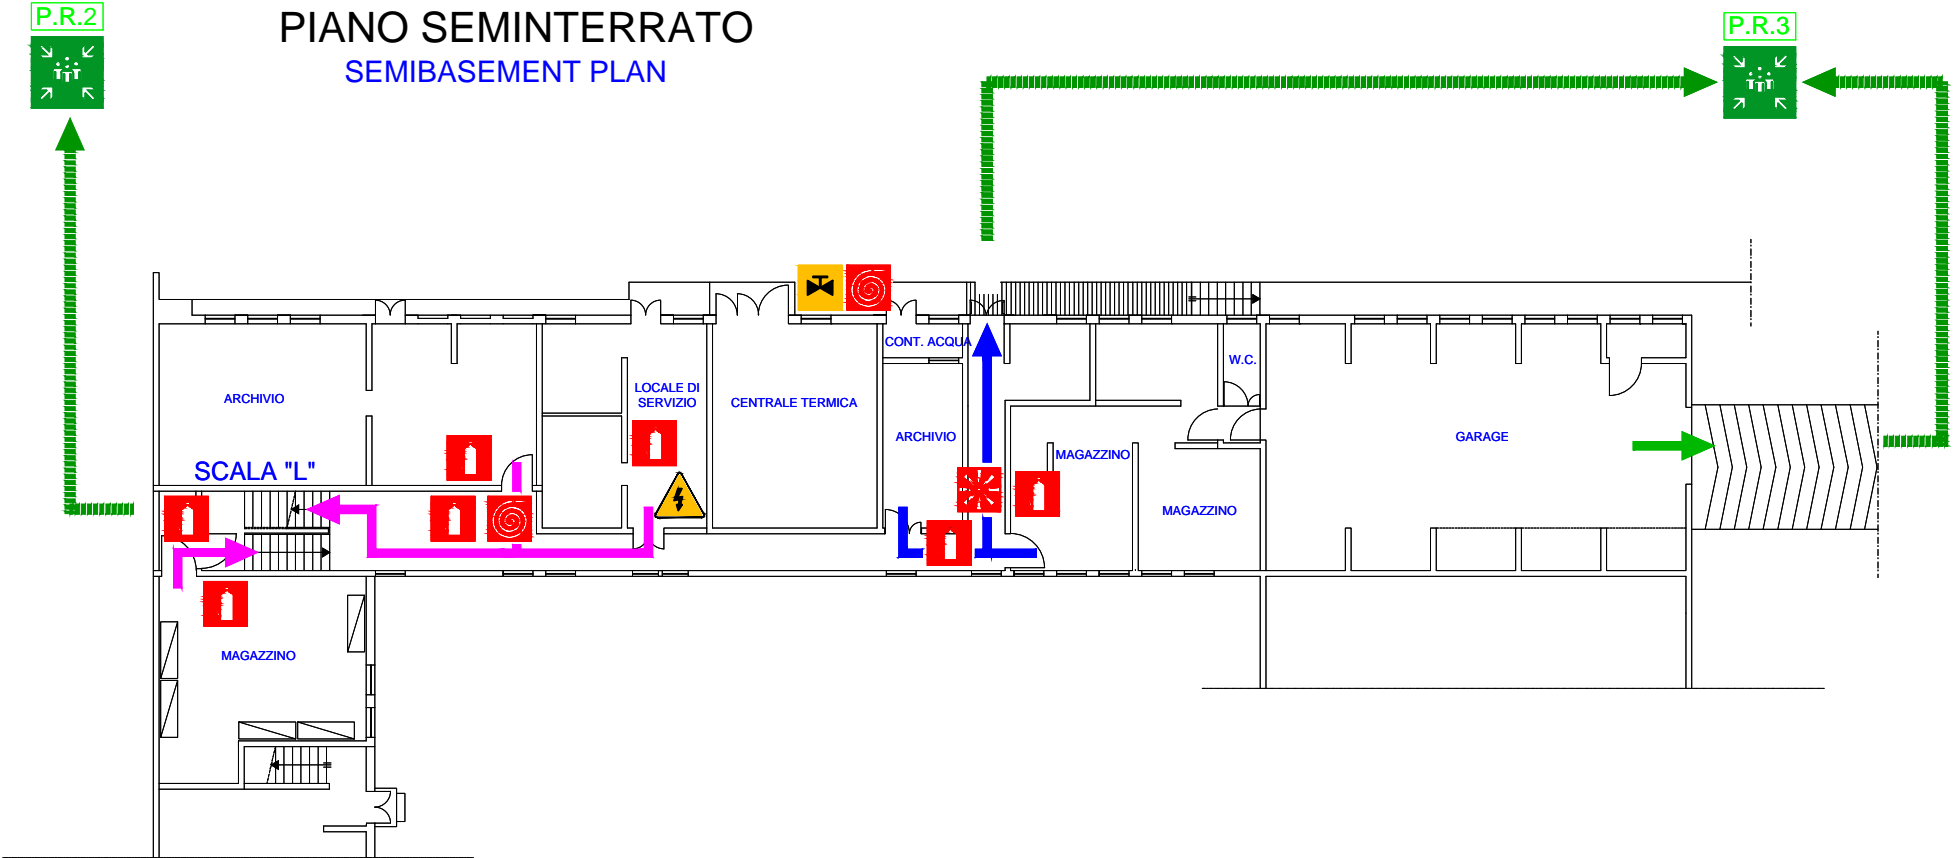 P.R.2
PIANO SEMINTERRATO
SEMIBASEMENT PLAN
P.R.3
CONT. ACQUA
W.C.
ARCHIVIO
LOCALE DI
SERVIZIO
CENTRALE TERMICA
ARCHIVIO
GARAGE
MAGAZZINO
SCALA "L"
MAGAZZINO
MAGAZZINO